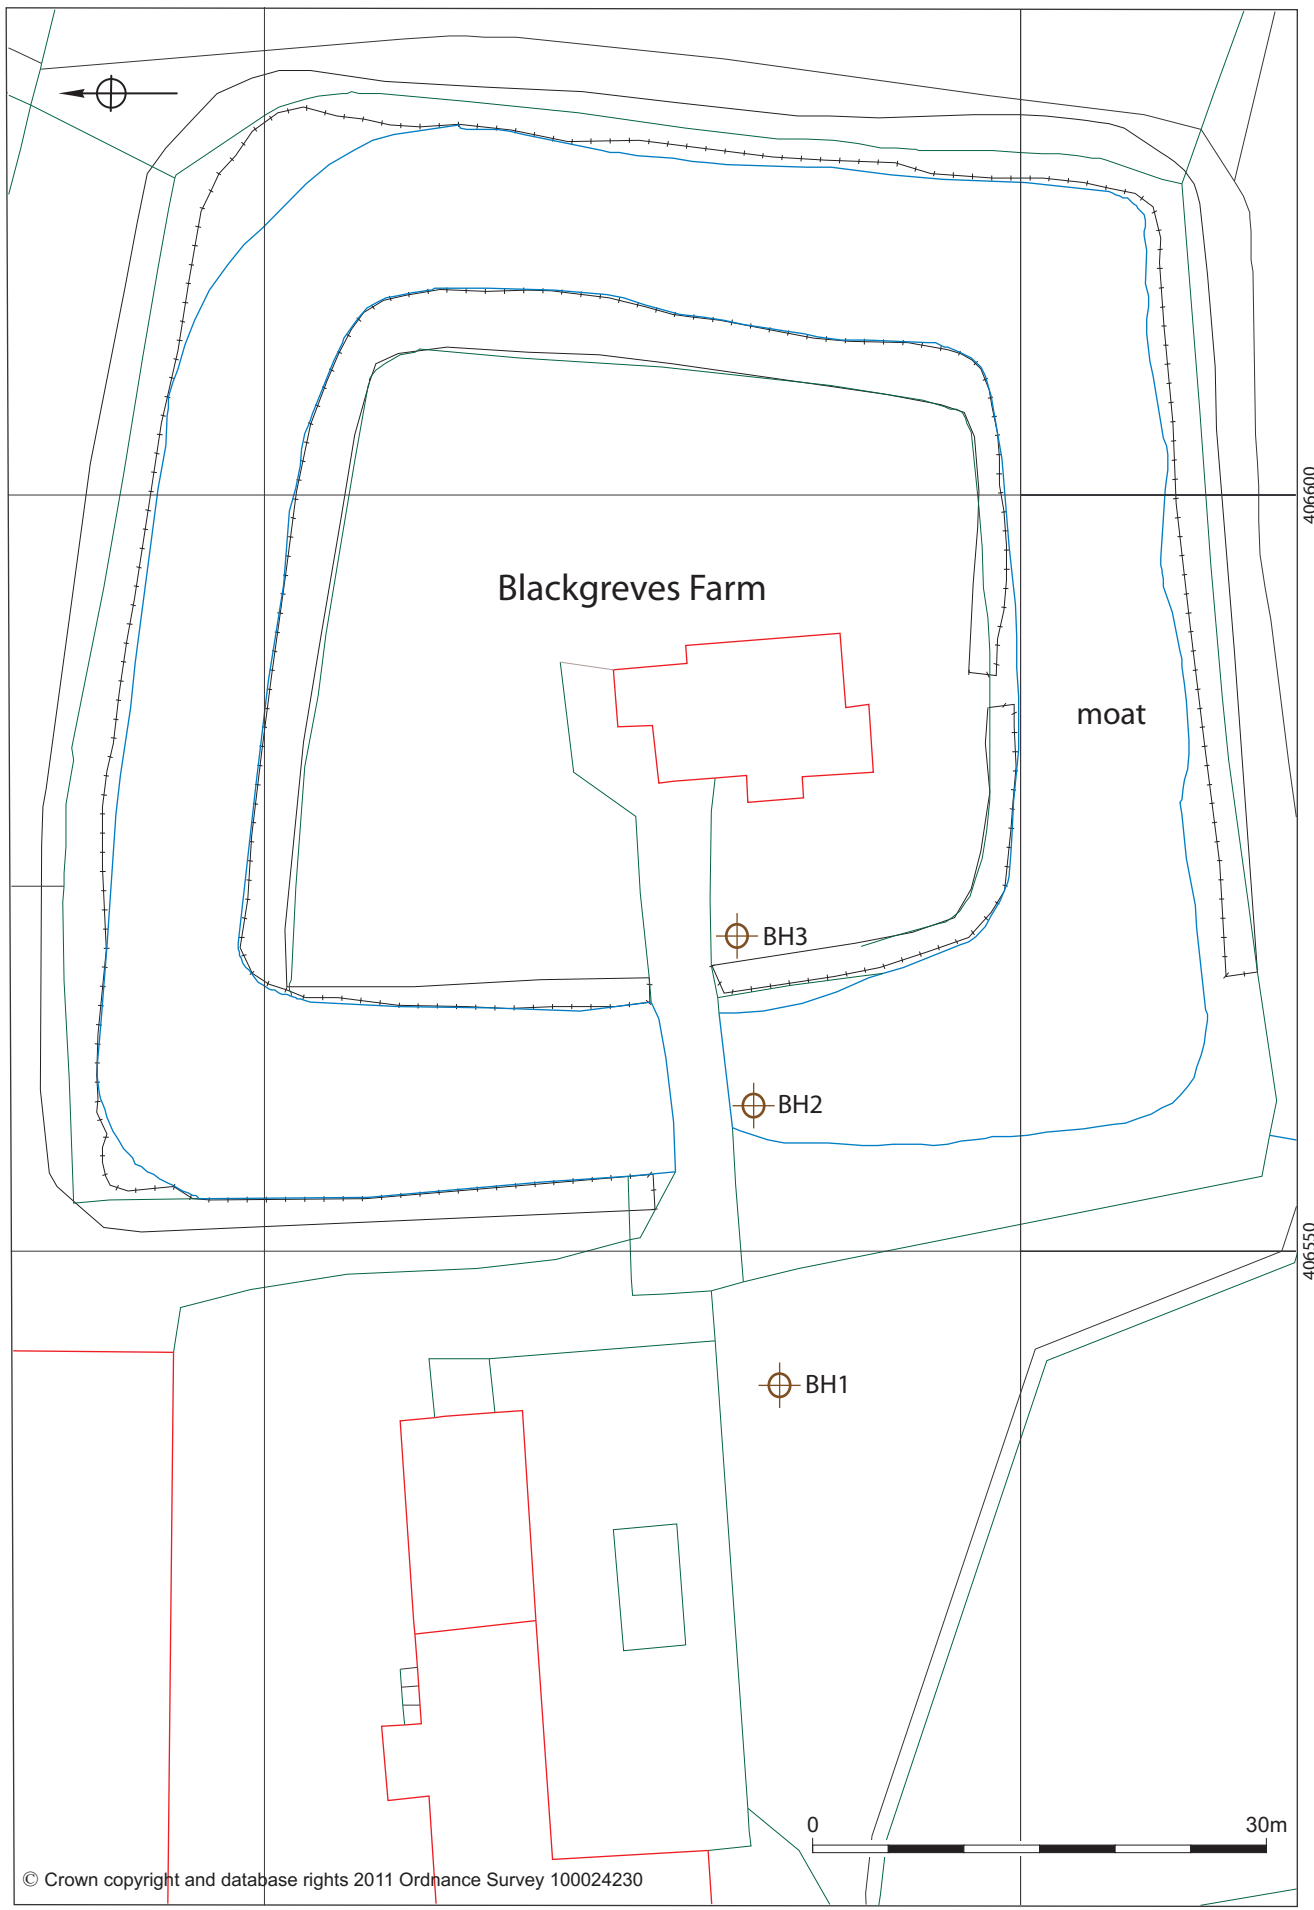 406600
Blackgreves Farm
moat
BH3
BH2
406550
BH1
0 30m
© Crown copyright and database rights 2011 Ordnance Survey 100024230